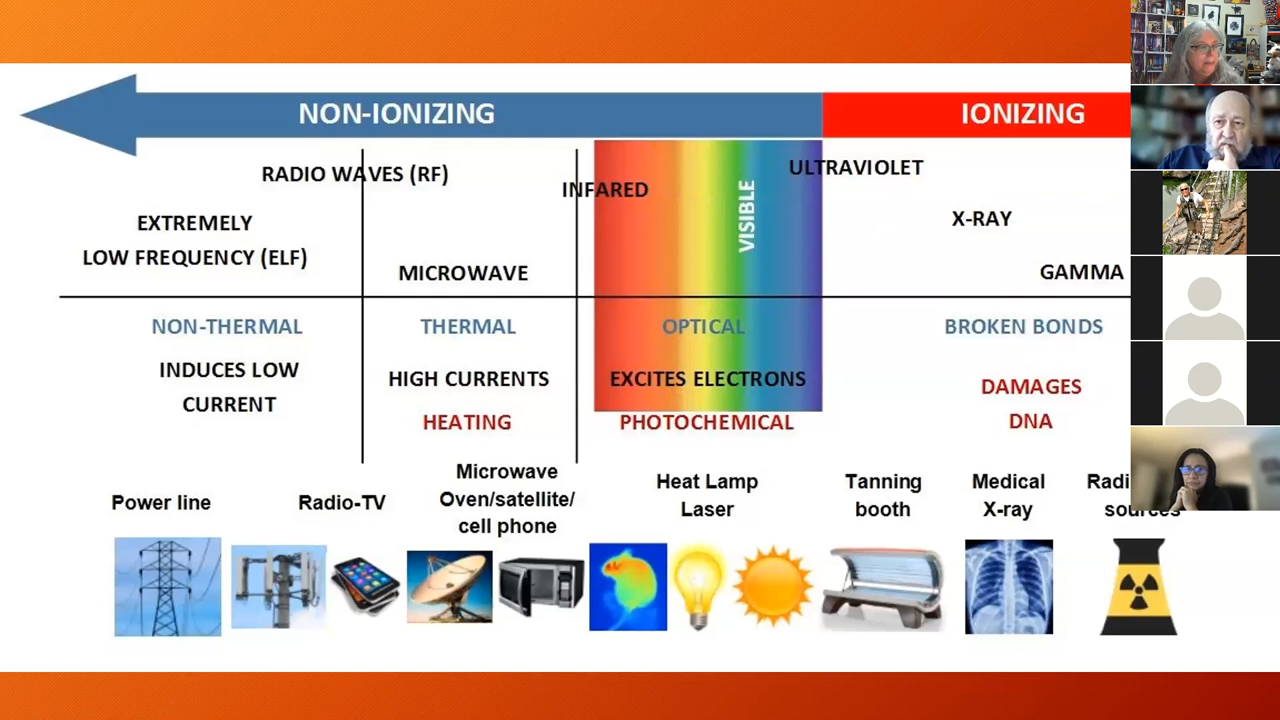 NON-IONIZING
IONIZING
RADIO WAVES (RF)
INFARED
VISIBLE
ULTRAVIOLET
EXTREMELY
LOW FREQUENCY (ELF)
MICROWAVE
X-RAY
GAMMA
NON-THERMAL
THERMAL
OPTICAL
BROKEN BONDS
INDUCES LOW
CURRENT
HIGH CURRENTS
HEATING
EXCITES ELECTRONS
PHOTOCHEMICAL
DAMAGES
DNA
Power line
Radio-TV
Microwave
Oven/satellite/
cell phone
Heat Lamp
Laser
Tanning
booth
Medical
X-ray
sources